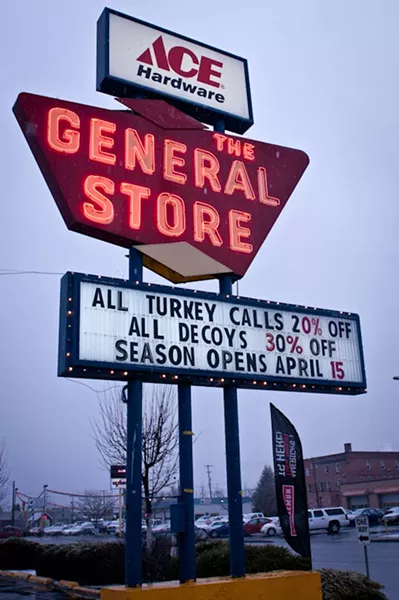 ACE
Hardware
The
GENERAL
STORE
ALL TURKEY CALLS 20% OFF
ALL DECOYS 30% OFF
SEASON OPENS APRIL 15